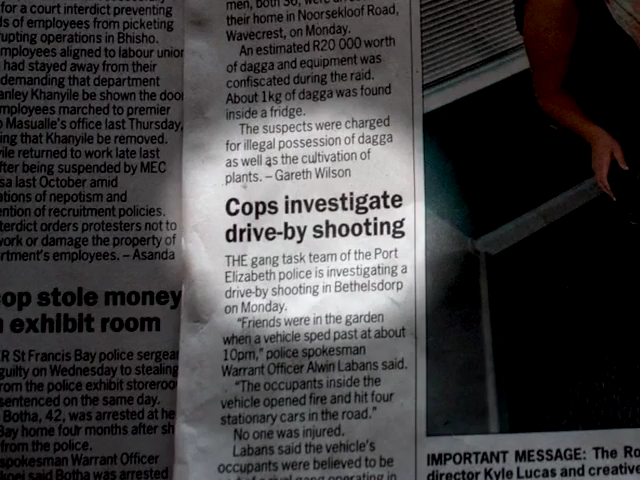 for a court interdict preventing
ds of employees from picketing
upting operations in Bhisho.
mployees aligned to labour union
had stayed away from their
demanding that department
anley Khanyile be shown the door
mployees marched to premier
Masualle's office last Thursday,
ing that Khanyile be removed.
ile returned to work late last
fter being suspended by MEC
sa last October amid
ations of nepotism and
ention of recruitment policies.
terdict orders protesters not to
work or damage the property of
rtment's employees. – Asanda
op stole money
exhibit room
R St Francis Bay police sergean
guilty on Wednesday to stealing
rom the police exhibit storeroo
sentenced on the same day.
Botha, 42, was arrested at he
Bay home four months after sh
from the police.
spokesman Warrant Officer
said Botha was arrested
men, both 30, were
their home in Noorsekloof Road,
Wavecrest, on Monday.
An estimated R20 000 worth
of dagga and equipment was
confiscated during the raid.
About 1kg of dagga was found
inside a fridge.
The suspects were charged
for illegal possession of dagga
as well as the cultivation of
plants. – Gareth Wilson
Cops investigate
drive-by shooting
THE gang task team of the Port
Elizabeth police is investigating a
drive-by shooting in Bethelsdorp
on Monday.
"Friends were in the garden
when a vehicle sped past at about
10pm," police spokesman
Warrant Officer Alwin Labans said.
"The occupants inside the
vehicle opened fire and hit four
stationary cars in the road."
No one was injured.
Labans said the vehicle's
occupants were believed to be
gang operating in
IMPORTANT MESSAGE: The Ro
director Kyle Lucas and creative